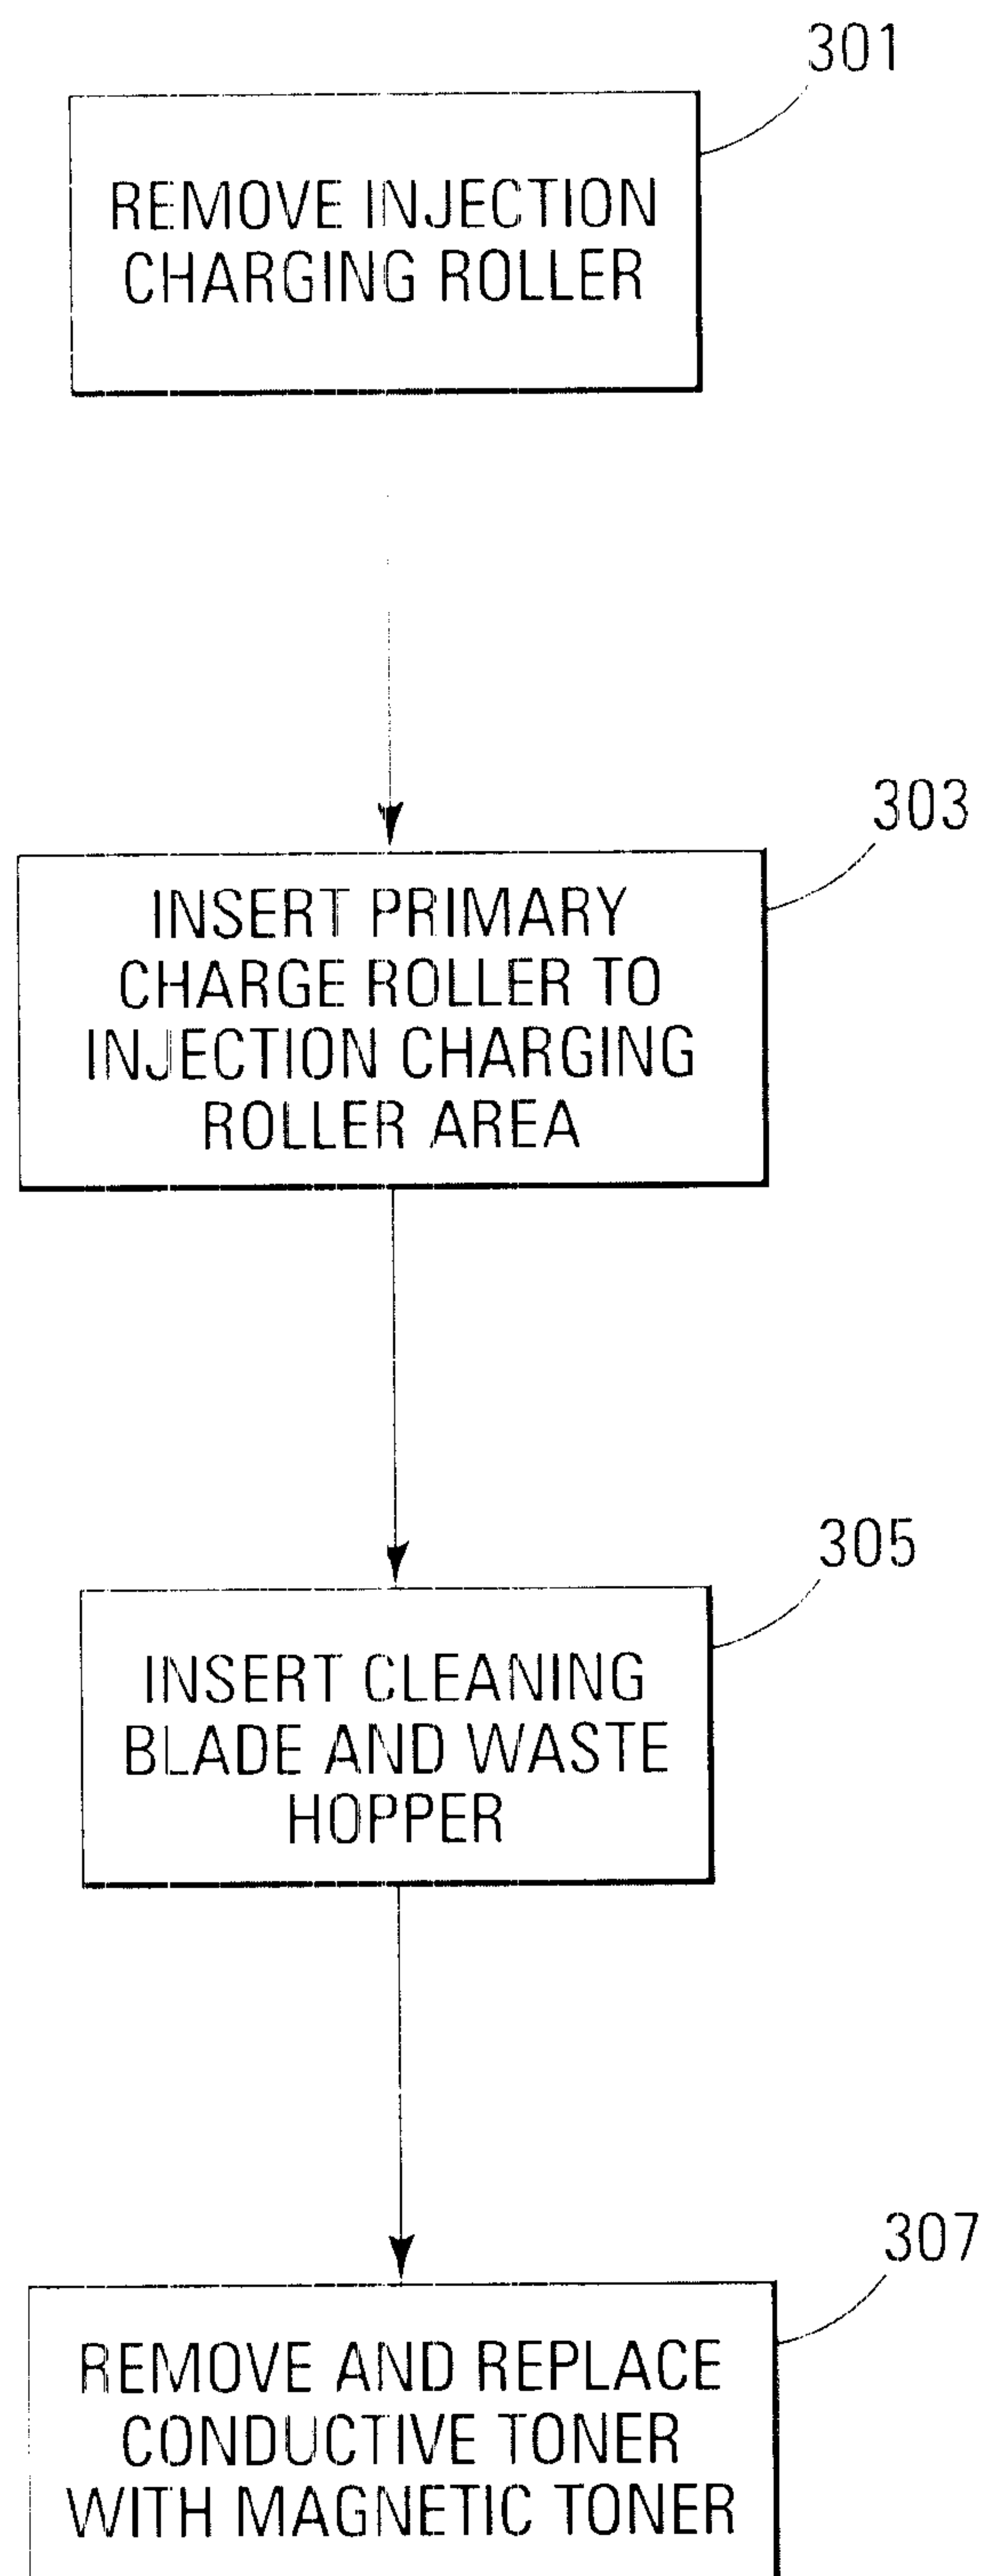 301
REMOVE INJECTION
CHARGING ROLLER
303
INSERT PRIMARY
CHARGE ROLLER TO
INJECTION CHARGING
ROLLER AREA
305
INSERT CLEANING
BLADE AND WASTE
HOPPER
307
REMOVE AND REPLACE
CONDUCTIVE TONER
WITH MAGNETIC TONER